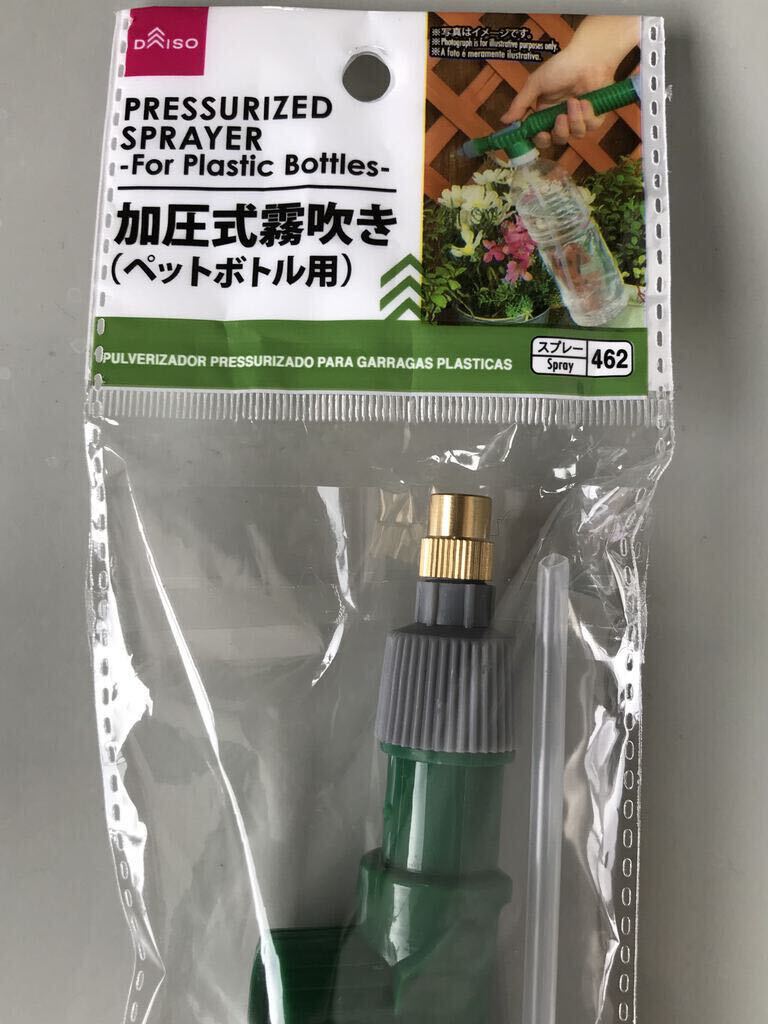 DAISO
PRESSURIZED
SPRAYER
-For Plastic Bottles-
加圧式霧吹き
(ペットボトル用)
※写真はイメージです。
※Photograph is for illustrative purposes only.
※A foto é meramente ilustrativa.
PULVERIZADOR PRESSURIZADO PARA GARRAGAS PLASTICAS
スプレー
Spray
462